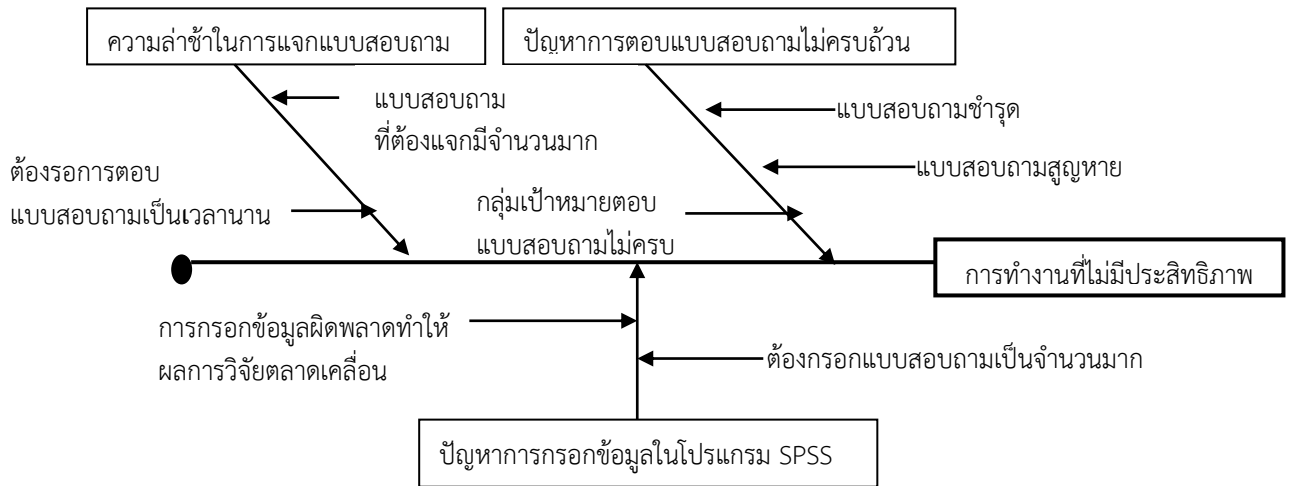 ความล่าช้าในการแจกแบบสอบถาม
ปัญหาการตอบแบบสอบถามไม่ครบถ้วน
แบบสอบถาม
ที่ต้องแจกมีจำนวนมาก
แบบสอบถามชำรุด
แบบสอบถามสูญหาย
ต้องรอการตอบ
แบบสอบถามเป็นเวลานาน
กลุ่มเป้าหมายตอบ
แบบสอบถามไม่ครบ
การทำงานที่ไม่มีประสิทธิภาพ
การกรอกข้อมูลผิดพลาดทำให้
ผลการวิจัยตลาดเคลื่อน
ต้องกรอกแบบสอบถามเป็นจำนวนมาก
ปัญหาการกรอกข้อมูลในโปรแกรม SPSS